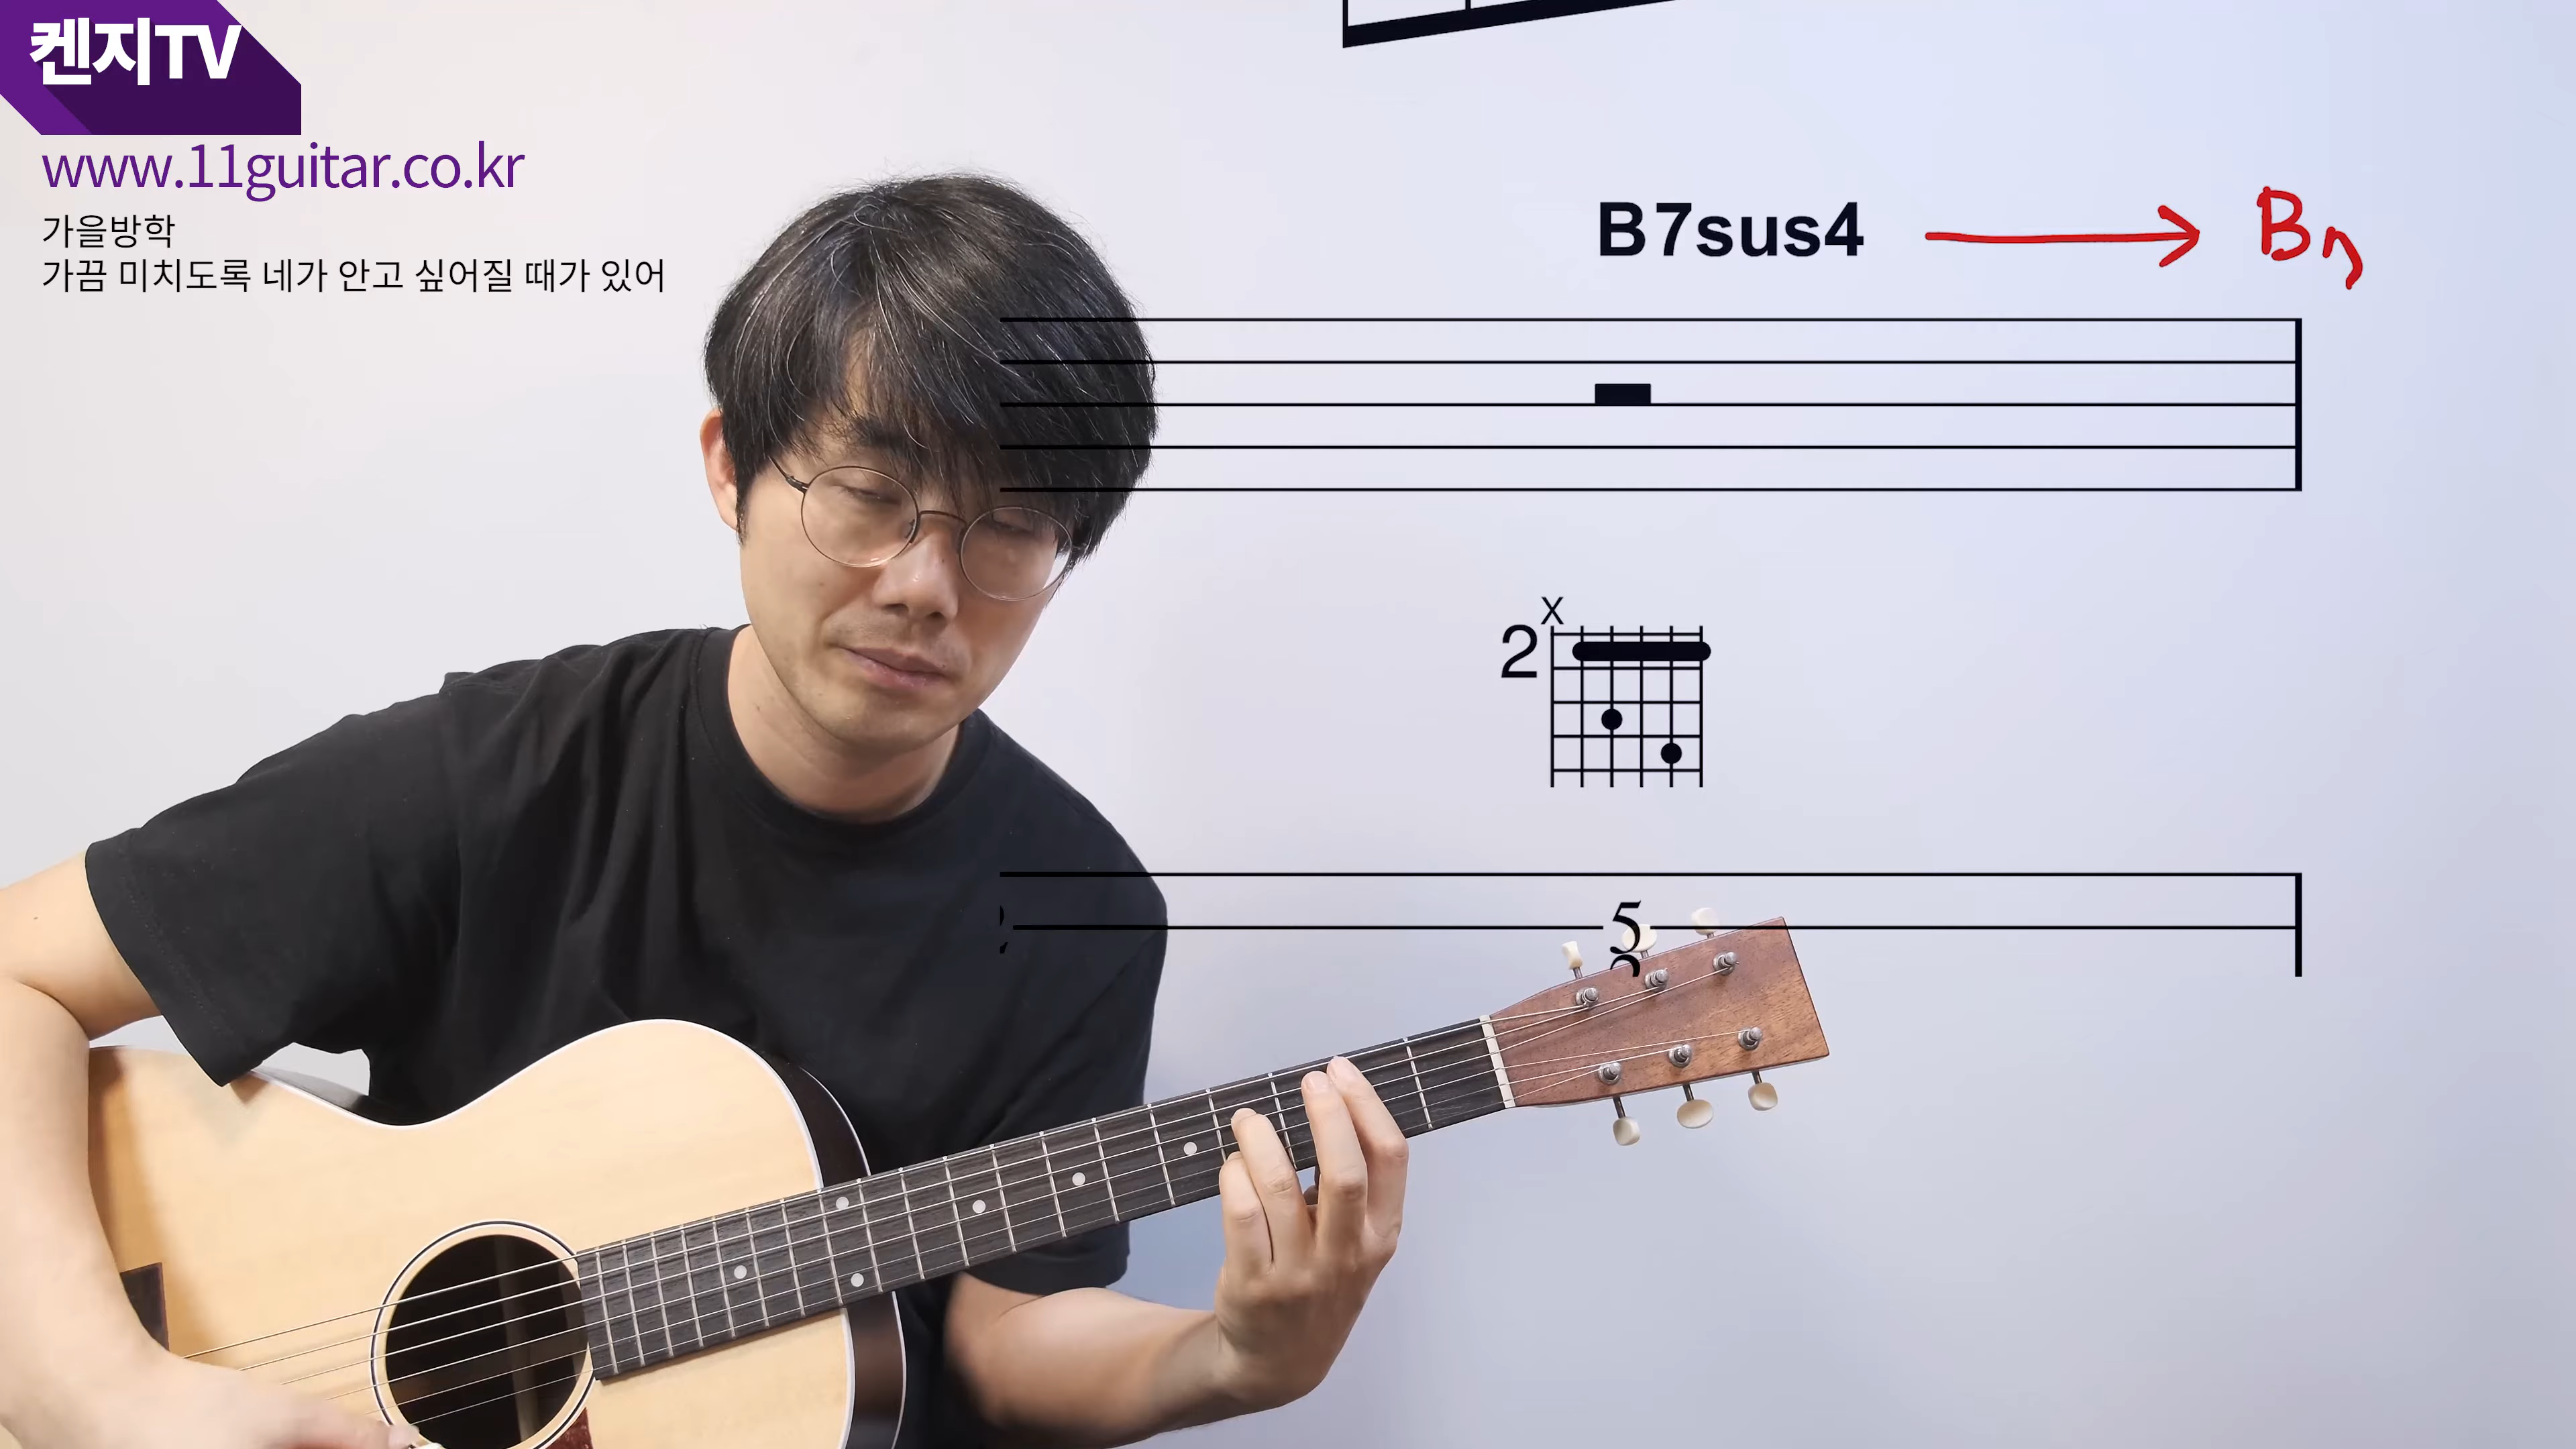 켄지TV
www.11guitar.co.kr
가을방학
가끔 미치도록 네가 안고 싶어질 때가 있어
B7sus4 → B7
X
2
5